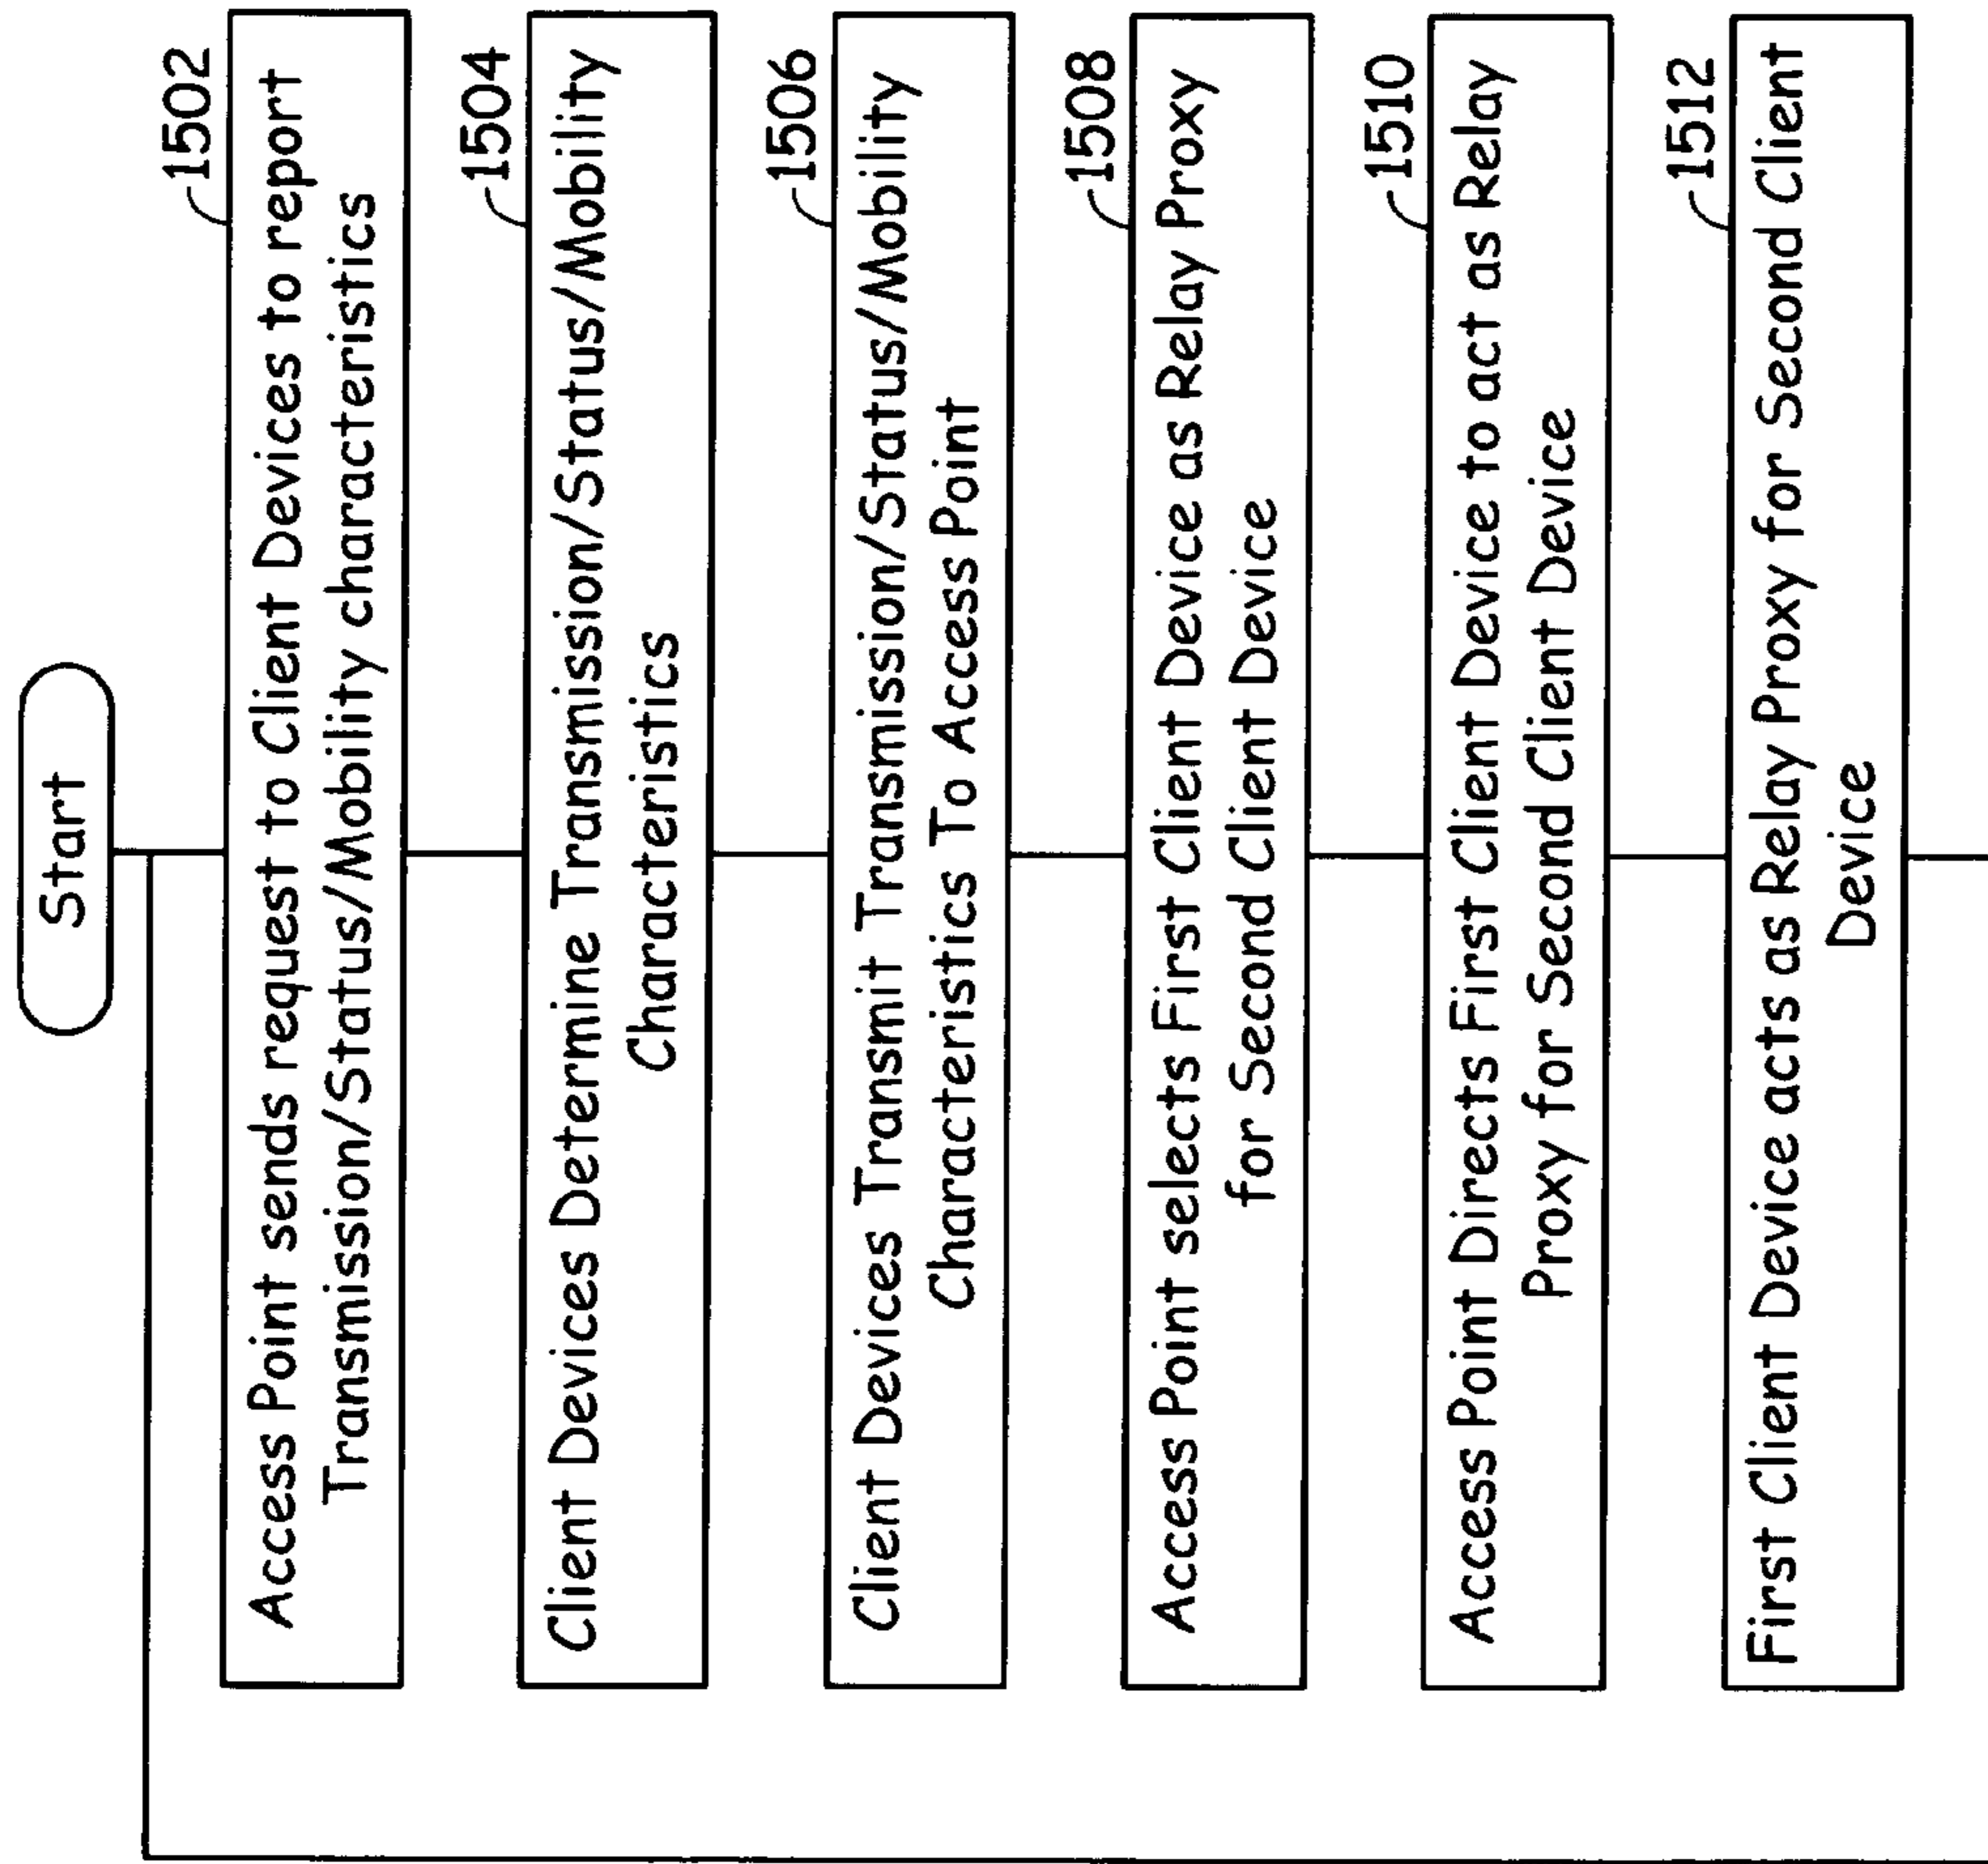 Start
1502
Access Point sends request to Client Devices to report
Transmission/Status/Mobility characteristics
1504
Client Devices Determine Transmission/Status/Mobility
Characteristics
1506
Client Devices Transmit Transmission/Status/Mobility
Characteristics To Access Point
1508
Access Point selects First Client Device as Relay Proxy
for Second Client Device
1510
Access Point Directs First Client Device to act as Relay
Proxy for Second Client Device
1512
First Client Device acts as Relay Proxy for Second Client
Device